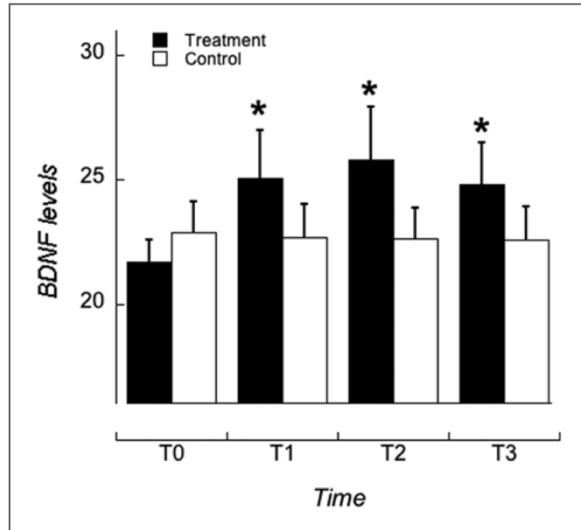 30
Treatment
Control
* * *
25
BDNF levels
20
T0 T1 T2 T3
Time